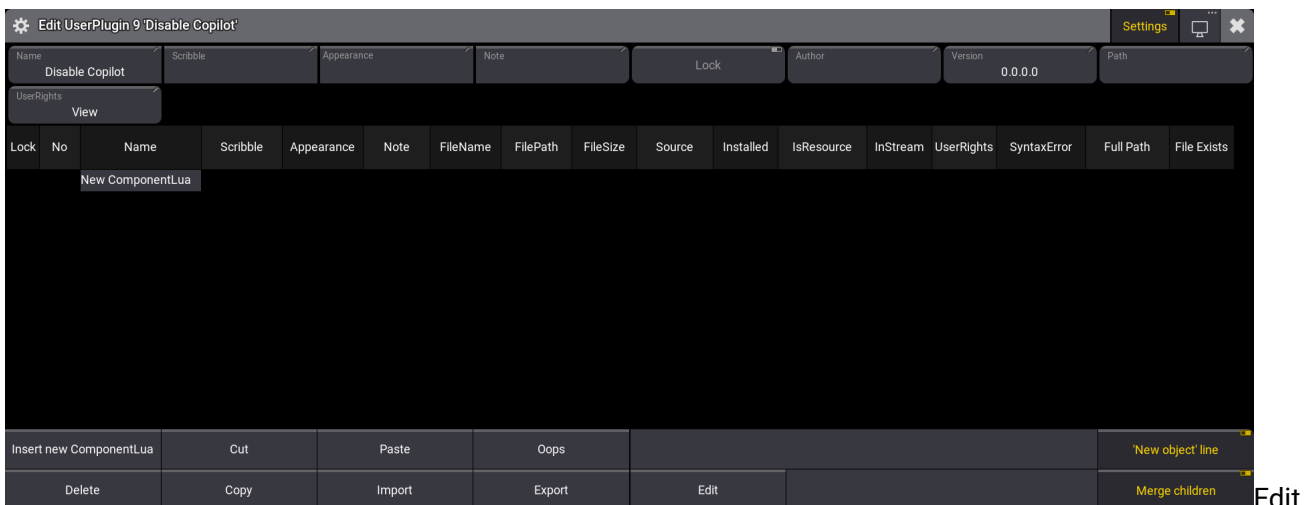 Edit UserPlugin 9 'Disable Copilot'
Settings
Name
Disable Copilot
Scribble
Appearance
Note
Lock
Author
Version
0.0.0.0
Path
UserRights
View
Lock No Name Scribble Appearance Note FileName FilePath FileSize Source Installed IsResource InStream UserRights SyntaxError Full Path File Exists
New ComponentLua
Insert new ComponentLua Cut Paste Oops 'New object' line
Delete Copy Import Export Edit Merge children
Edit